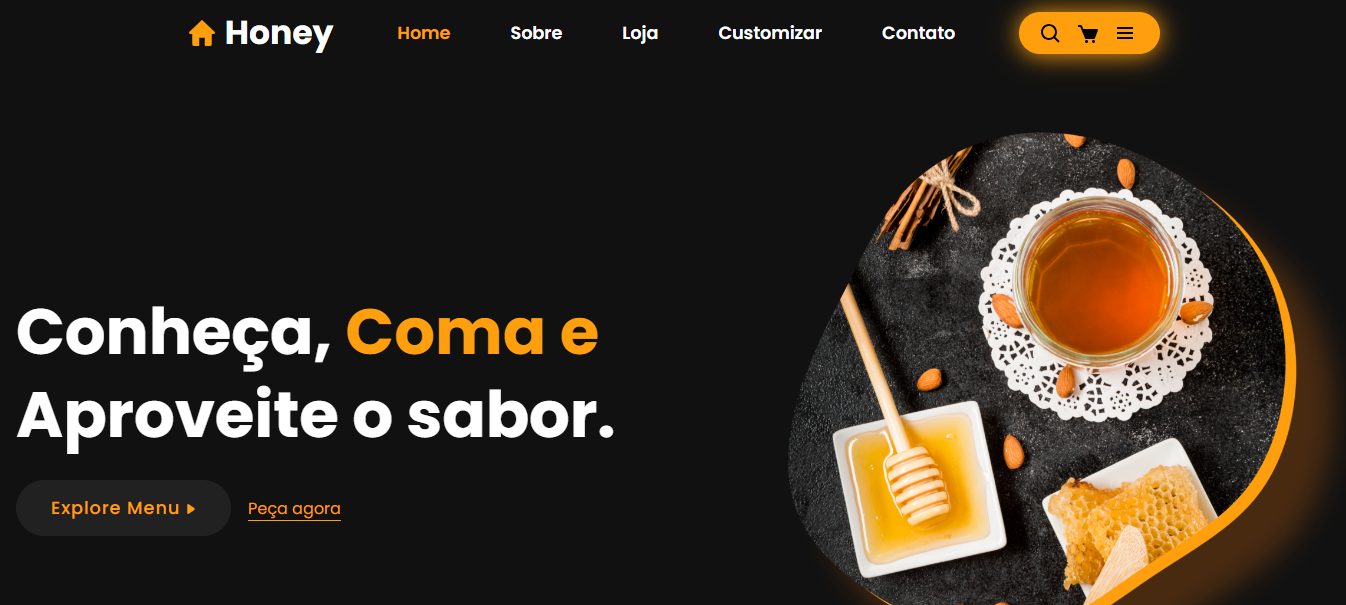 Honey
Home
Sobre
Loja
Customizar
Contato
Conheça, Coma e
Aproveite o sabor.
Explore Menu
Peça agora